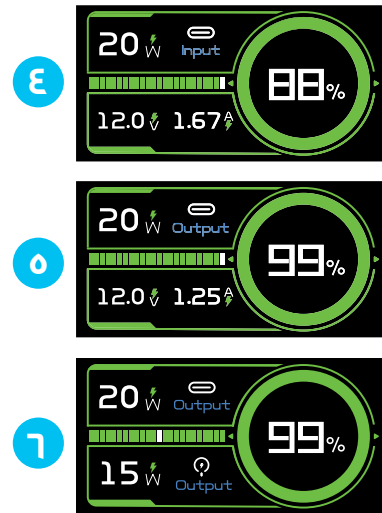 ٤
20 W
Input
88%
12.0 V 1.67 A
٥
20 W
Output
99%
12.0 V 1.25 A
٦
20 W
Output
99%
15 W
Output